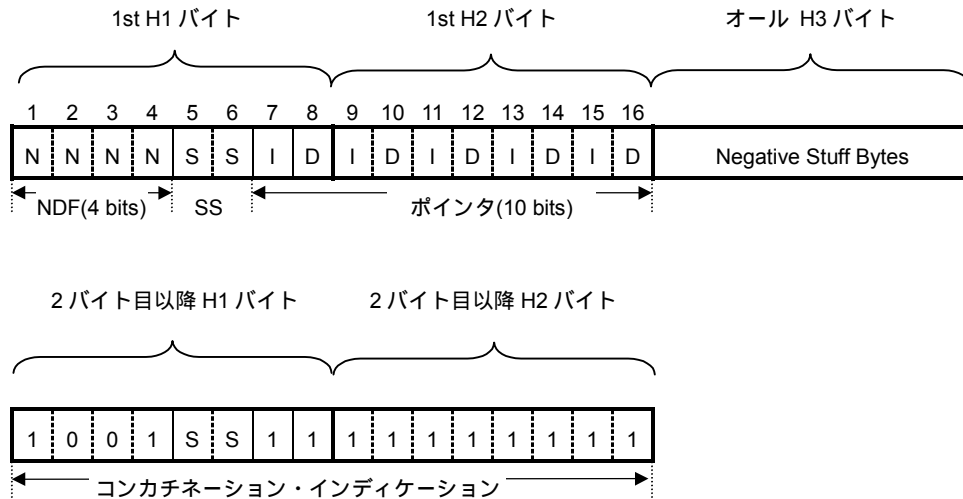 1st H1 バイト 1st H2 バイト オール H3 バイト
1 2 3 4 5 6 7 8 9 10 11 12 13 14 15 16
N N N N S S I D I D I D I D I D Negative Stuff Bytes
NDF(4 bits) SS ポインタ(10 bits)
2 バイト目以降 H1 バイト 2 バイト目以降 H2 バイト
1 0 0 1 S S 1 1 1 1 1 1 1 1 1 1
コンカチネーション・インディケーション